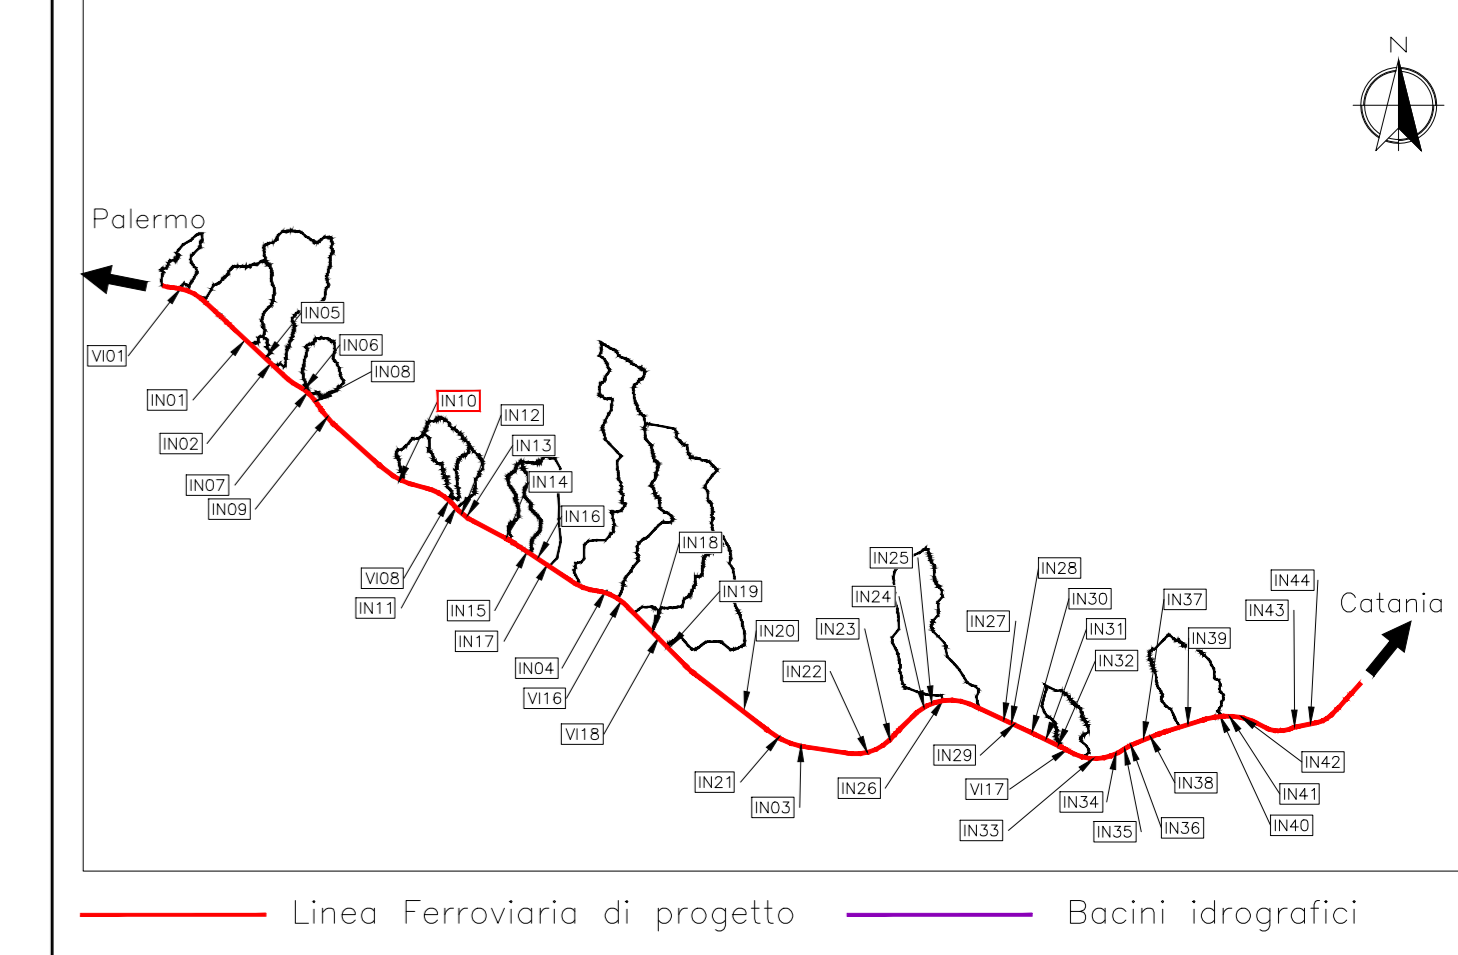 N
Palermo
IN05
IN06
VI01
IN08
IN01
IN10
IN12
IN02
IN13
IN07
IN14
IN09
IN16
IN18
IN25
IN28
VI08
IN44
IN19
IN24
IN30
IN37
Catania
IN11
IN15
IN43
IN27
IN20
IN23
IN31
IN17
IN39
IN32
IN04
IN22
VI16
VI18
IN29
IN42
IN21
IN38
IN26
VI17
IN41
IN03
IN34
IN40
IN33
IN35
IN36
Linea Ferroviaria di progetto
Bacini idrografici